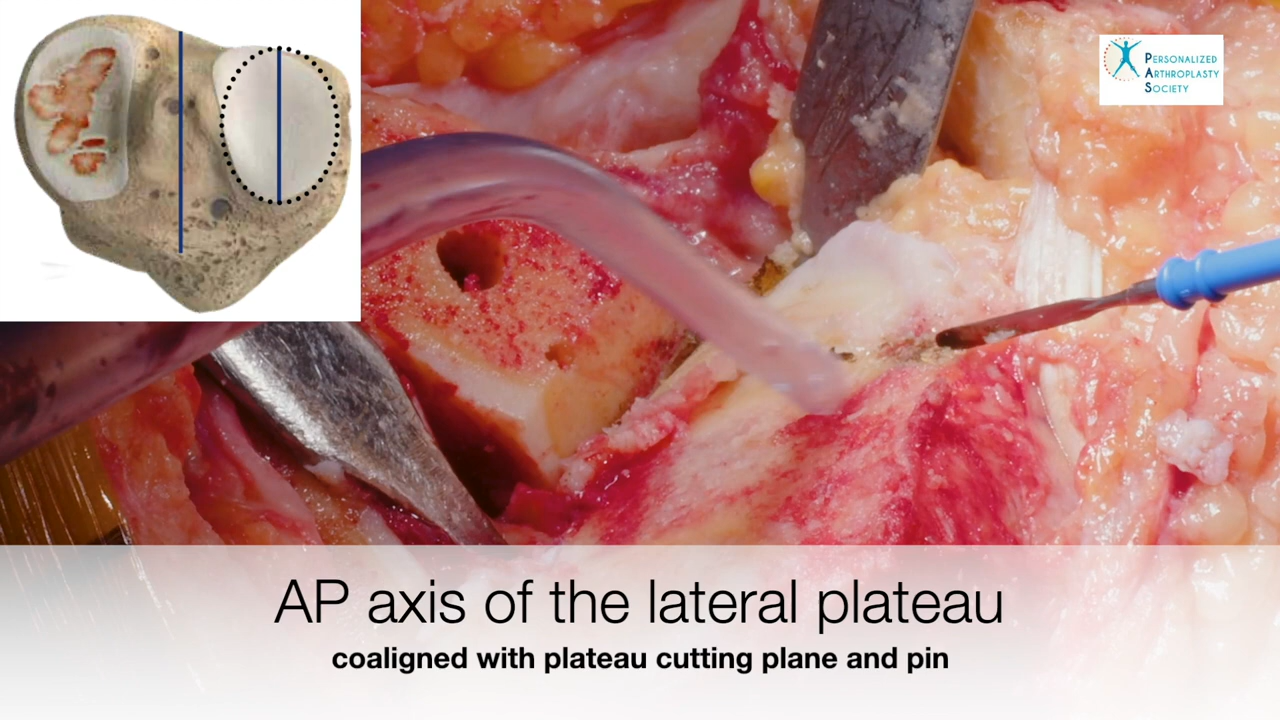 PERSONALIZED
ARTHROPLASTY
SOCIETY
AP axis of the lateral plateau
coaligned with plateau cutting plane and pin